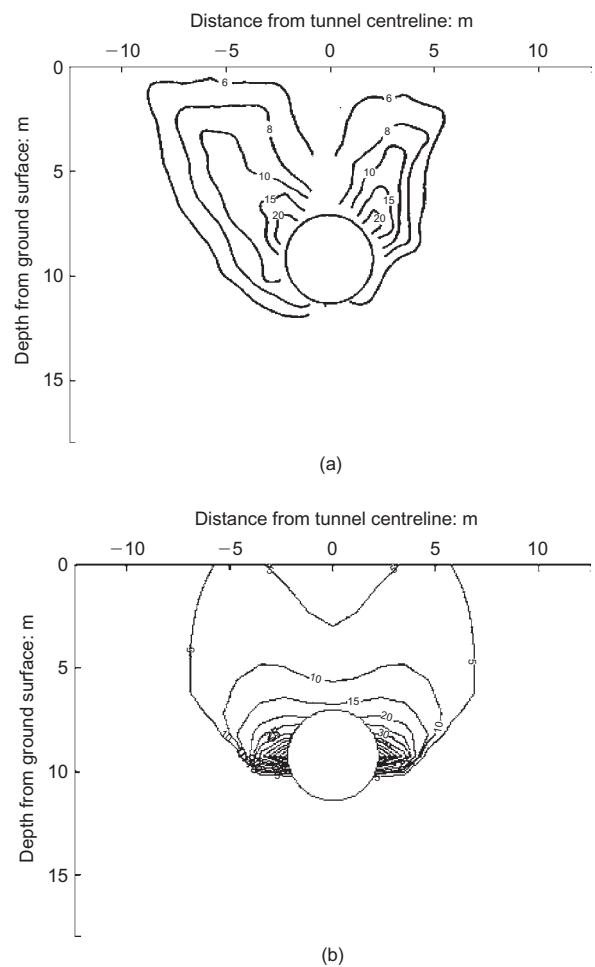 Distance from tunnel centreline: m
−10 −5 0 5 10
0
5
10
15
Depth from ground surface: m
6 6
8 8
10 10
15 15
20 20
(a)
Distance from tunnel centreline: m
−10 −5 0 5 10
0
5
10
15
Depth from ground surface: m
5 5
10
15
20
30
10
(b)